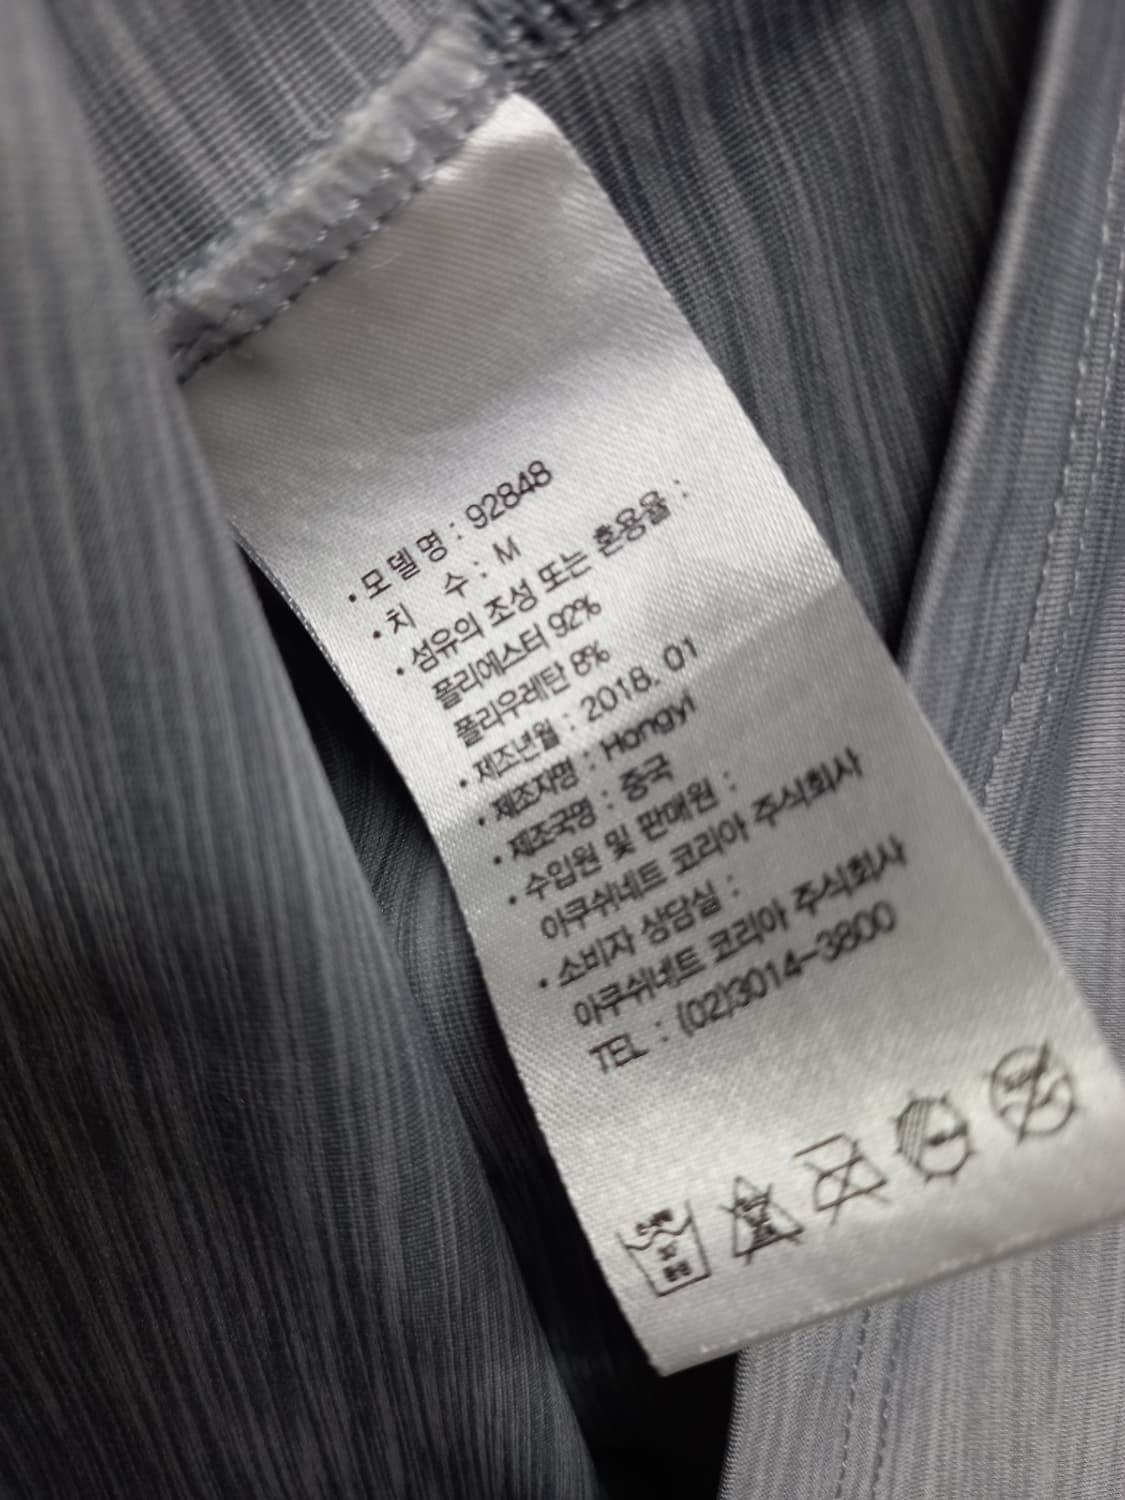 ·모델명 : 92848
·치 수 : M
·섬유의 조성 또는 혼용율 :
폴리에스터 92%
폴리우레탄 8%
·제조년월 : 2018. 01
·제조자명 : Hongyi
·제조국명 : 중국
·수입원 및 판매원 :
아쿠쉬네트 코리아 주식회사
·소비자 상담실 :
아쿠쉬네트 코리아 주식회사
TEL : (02)3014-3800